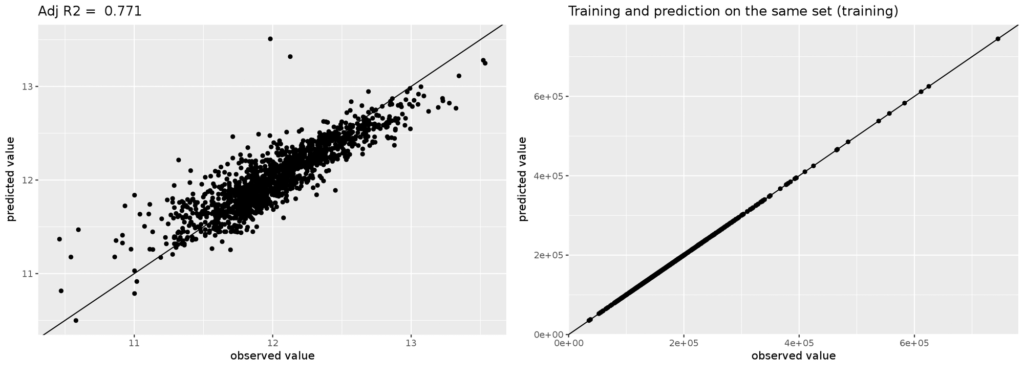 Adj R2 = 0.771
predicted value
13
12
11
11 12 13
observed value
Training and prediction on the same set (training)
predicted value
6e+05
4e+05
2e+05
0e+00
0e+00 2e+05 4e+05 6e+05
observed value